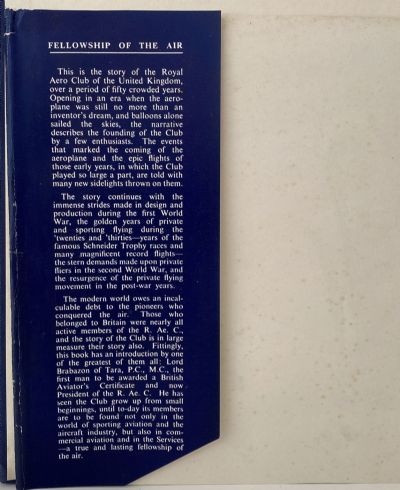 FELLOWSHIP OF THE AIR
This is the story of the Royal
Aero Club of the United Kingdom,
over a period of fifty crowded years.
Opening in an era when the aero-
plane was still no more than an
inventor's dream, and balloons alone
sailed the skies, the narrative
describes the founding of the Club
by a few enthusiasts. The events
that marked the coming of the
aeroplane and the epic flights of
those early years, in which the Club
played so large a part, are told with
many new sidelights thrown on them.
The story continues with the
immense strides made in design and
production during the first World
War, the golden years of private
and sporting flying during the
'twenties and 'thirties—years of the
famous Schneider Trophy races and
many magnificent record flights—
the stern demands made upon private
fliers in the second World War, and
the resurgence of the private flying
movement in the post-war years.
The modern world owes an incal-
culable debt to the pioneers who
conquered the air. Those who
belonged to Britain were nearly all
active members of the R. Ae. C.,
and the story of the Club is in large
measure their story also. Fittingly,
this book has an introduction by one
of the greatest of them all: Lord
Brabazon of Tara, P.C., M.C., the
first man to be awarded a British
Aviator's Certificate and now
President of the R. Ae. C. He has
seen the Club grow up from small
beginnings, until to-day its members
are to be found not only in the
world of sporting aviation and the
aircraft industry, but also in com-
mercial aviation and in the Services
—a true and lasting fellowship of
the air.